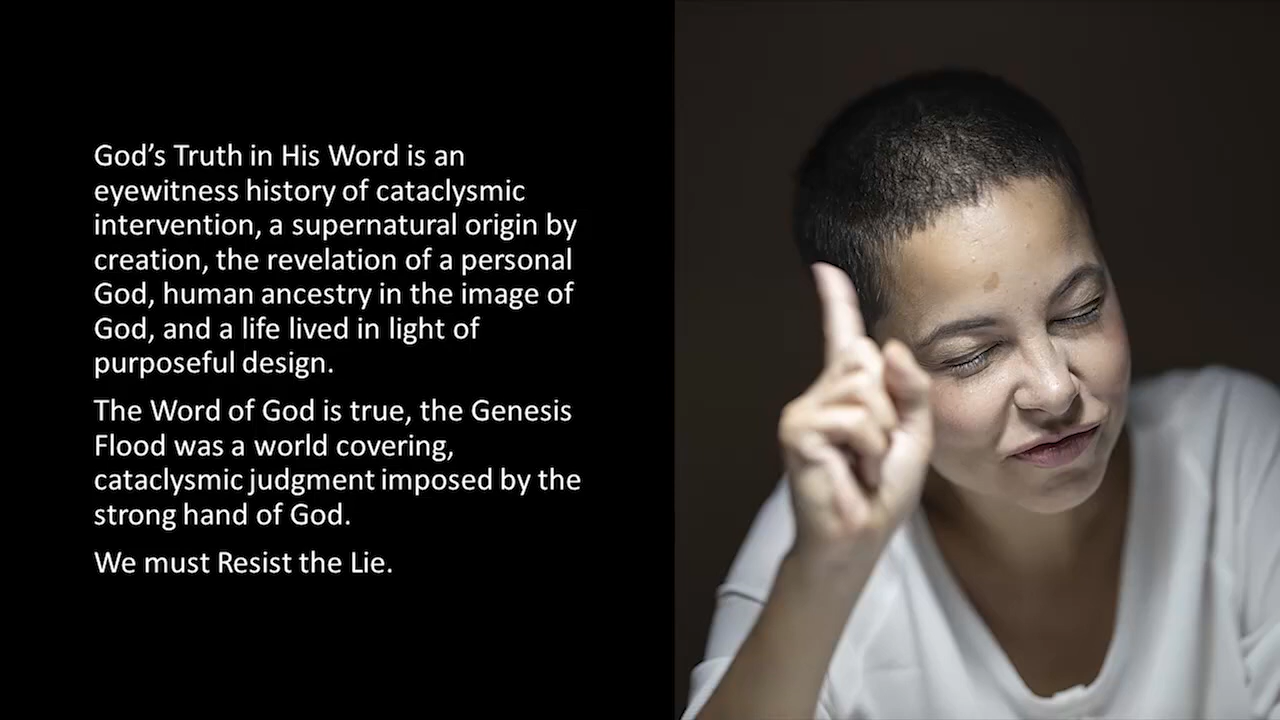 God’s Truth in His Word is an
eyewitness history of cataclysmic
intervention, a supernatural origin by
creation, the revelation of a personal
God, human ancestry in the image of
God, and a life lived in light of
purposeful design.
The Word of God is true, the Genesis
Flood was a world covering,
cataclysmic judgment imposed by the
strong hand of God.
We must Resist the Lie.